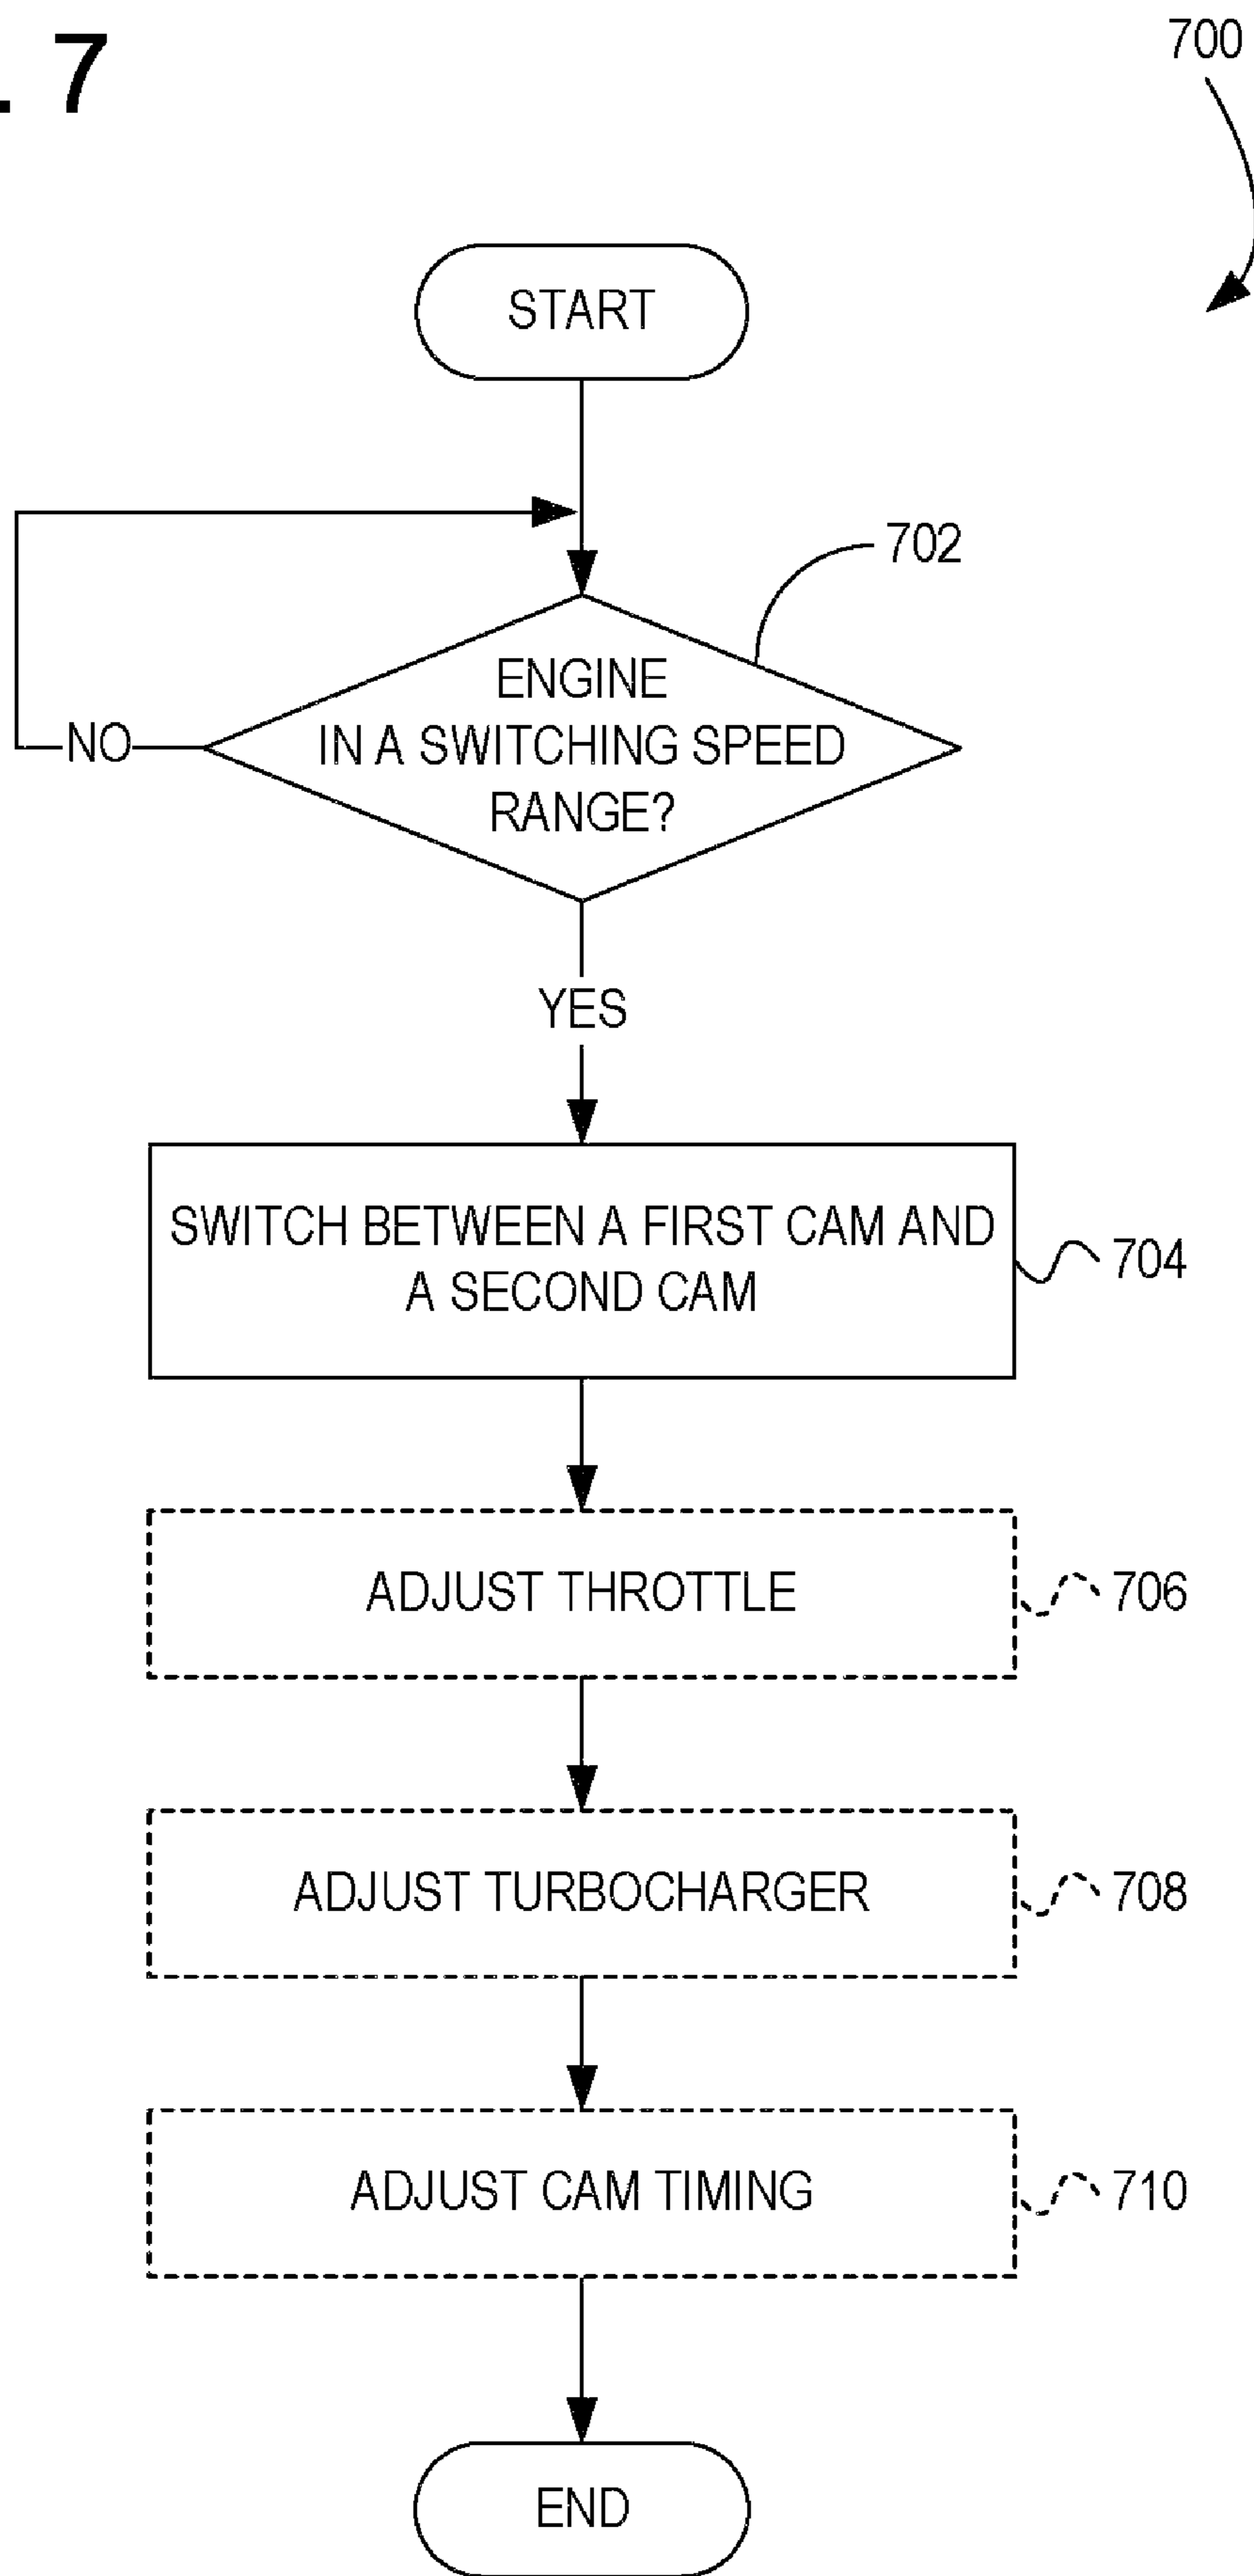 . 7
700
START
702
ENGINE
IN A SWITCHING SPEED
RANGE?
NO
YES
SWITCH BETWEEN A FIRST CAM AND
A SECOND CAM
704
ADJUST THROTTLE
706
ADJUST TURBOCHARGER
708
ADJUST CAM TIMING
710
END